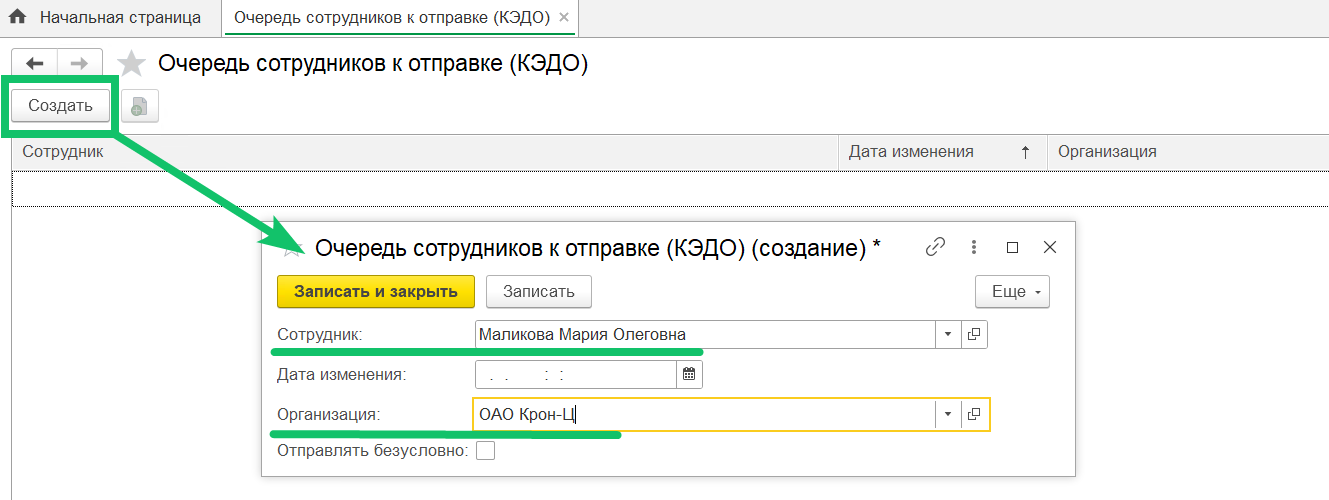 Начальная страница
Очередь сотрудников к отправке (КЭДО)
Очередь сотрудников к отправке (КЭДО)
Создать
Сотрудник
Дата изменения
Организация
Очередь сотрудников к отправке (КЭДО) (создание) *
Записать и закрыть
Записать
Еще
Сотрудник: Маликова Мария Олеговна
Дата изменения: . . : :
Организация: ОАО Крон-Ц
Отправлять безусловно: